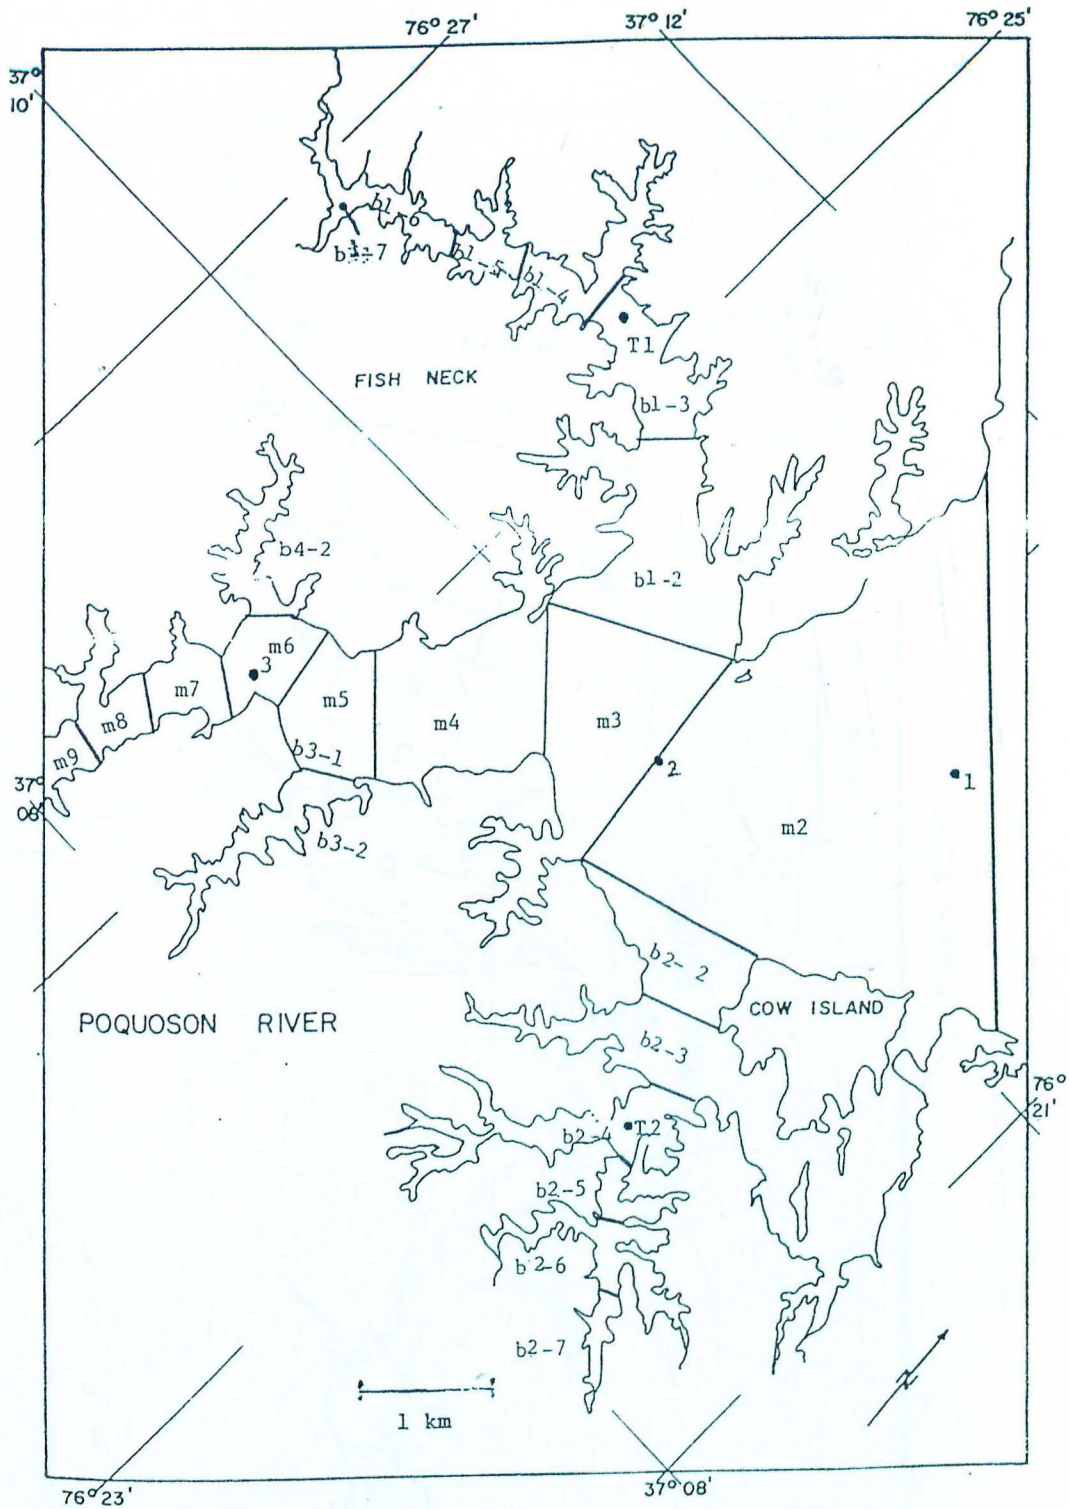 76° 27'
37° 12'
76° 25'
37°
10'
b1-6
b1-7
b1-5
b1-4
T1
FISH NECK
b1-3
b4-2
b1-2
m6
3
m7
m5
m8
m4
m3
m9
b3-1
2
1
37°
06'
m2
b3-2
b2-2
POQUOSON RIVER
COW ISLAND
b2-3
76°
21'
b2-4
T2
b2-5
b2-6
b2-7
N
1 km
76° 23'
37° 08'